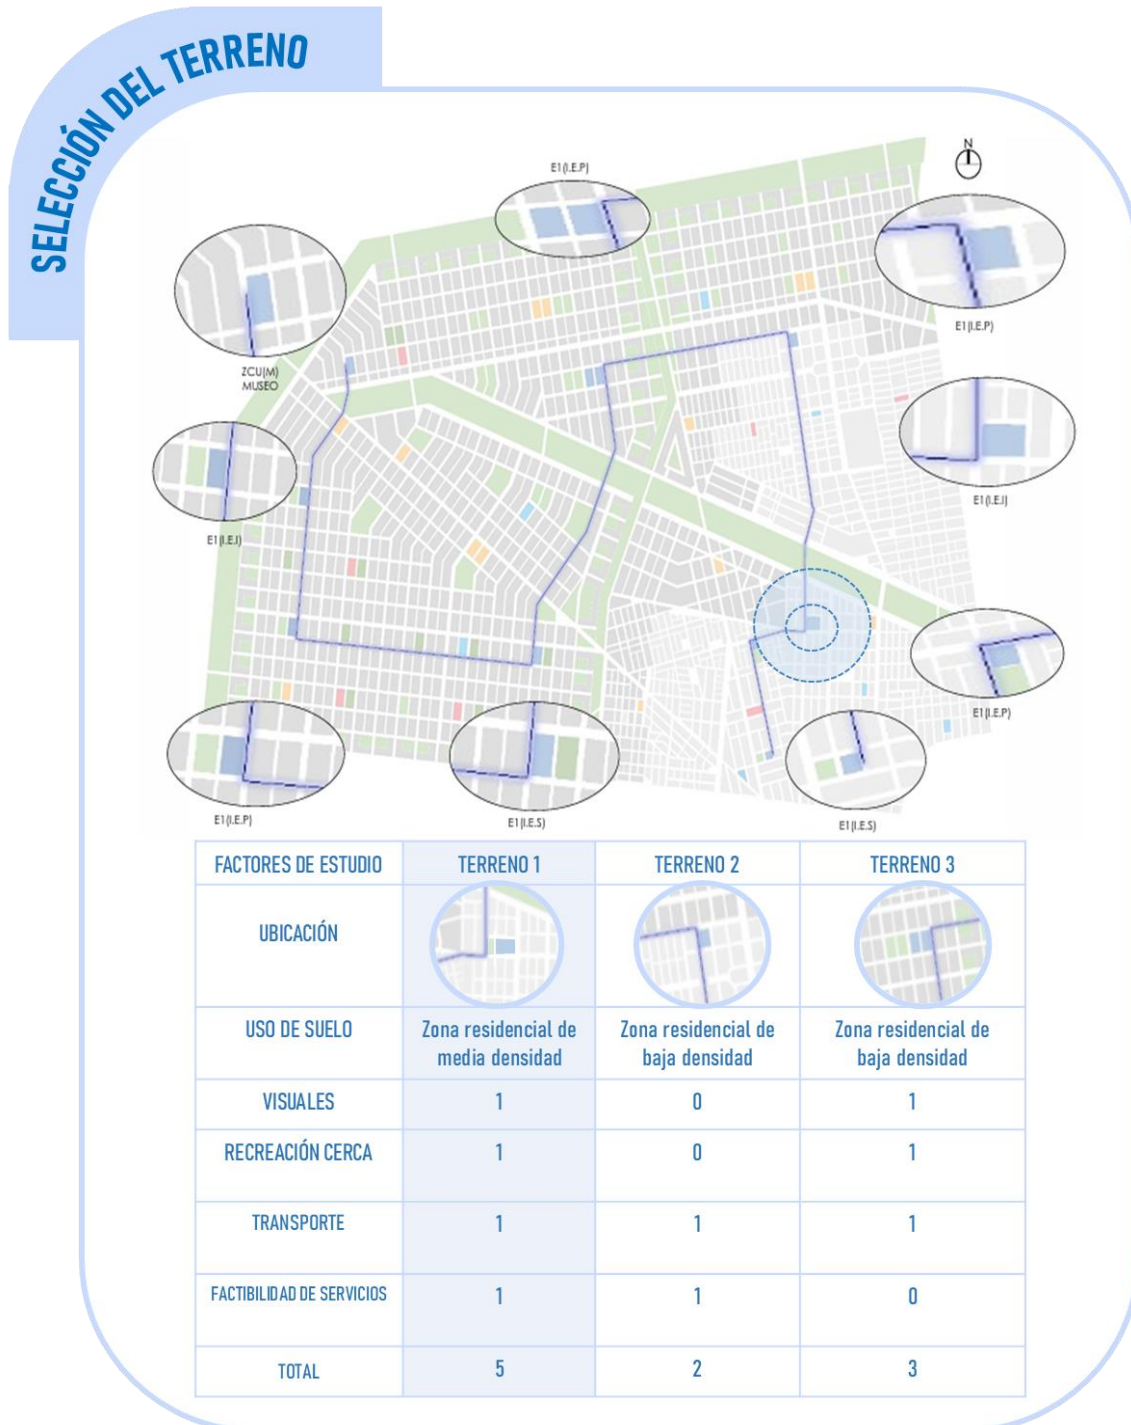 SELECCIÓN DEL TERRENO
N
E1(I.E.P)
E1(I.E.P)
ZCU(M)
MUSEO
E1(I.E.I)
E1(I.E.J)
E1(I.E.P)
E1(I.E.P)
E1(I.E.S)
E1(I.E.S)
FACTORES DE ESTUDIO TERRENO 1 TERRENO 2 TERRENO 3
UBICACIÓN
USO DE SUELO Zona residencial de media densidad Zona residencial de baja densidad Zona residencial de baja densidad
VISUALES 1 0 1
RECREACIÓN CERCA 1 0 1
TRANSPORTE 1 1 1
FACTIBILIDAD DE SERVICIOS 1 1 0
TOTAL 5 2 3